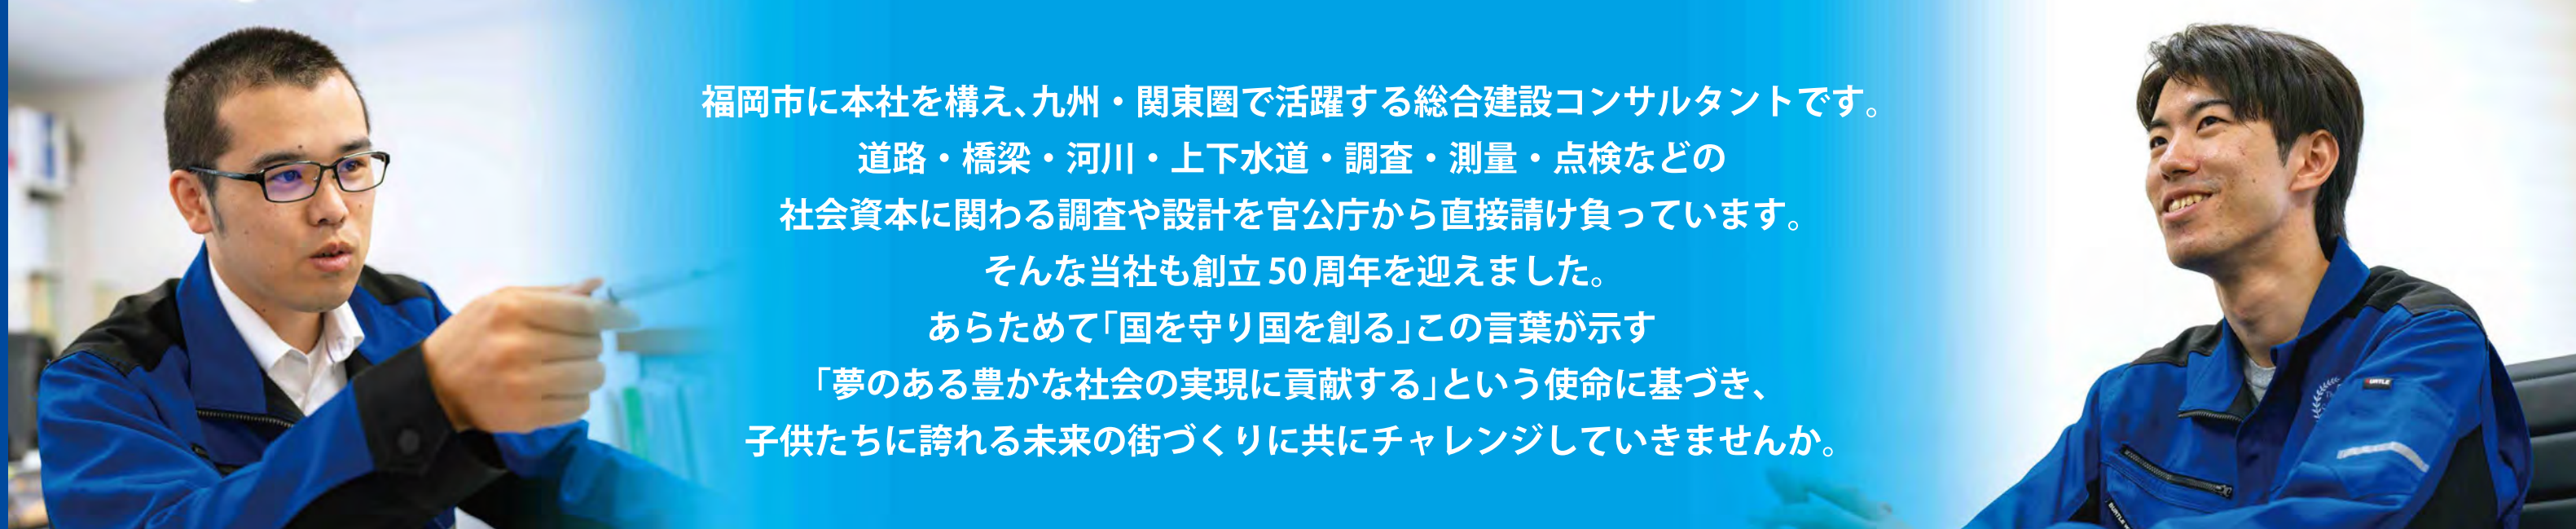 福岡市に本社を構え、九州・関東圏で活躍する総合建設コンサルタントです。
道路・橋梁・河川・上下水道・調査・測量・点検などの
社会資本に関わる調査や設計を官公庁から直接請け負っています。
そんな当社も創立50周年を迎えました。
あらためて「国を守り国を創る」この言葉が示す
「夢のある豊かな社会の実現に貢献する」という使命に基づき、
子供たちに誇れる未来の街づくりに共にチャレンジしていきませんか。
BURTLE